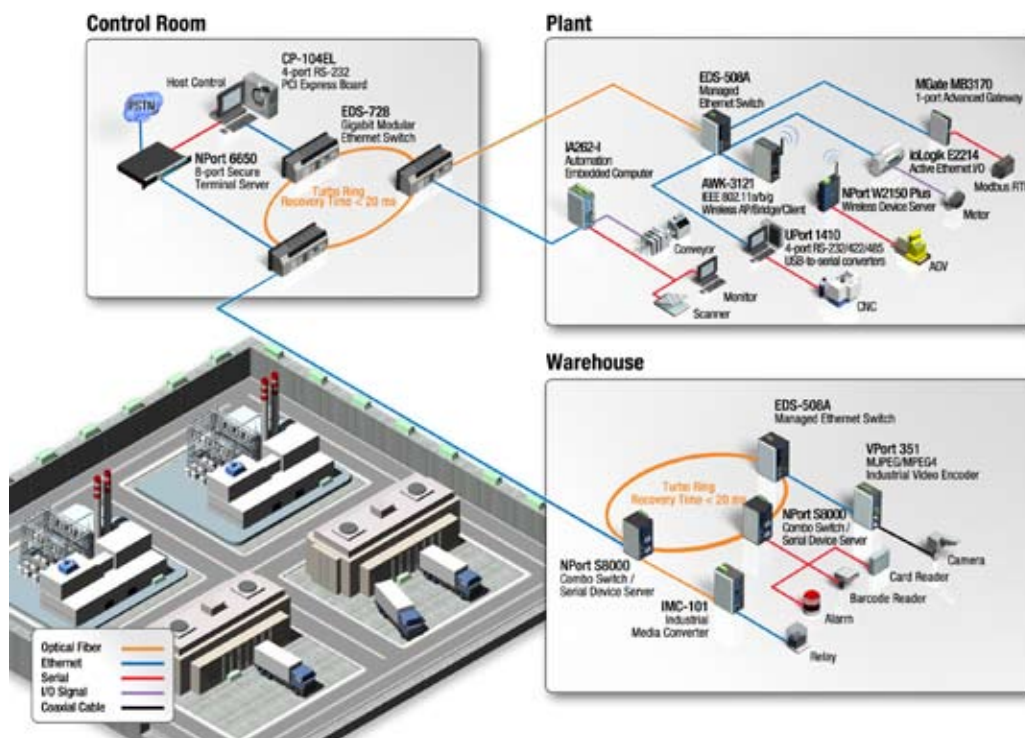 Control Room
CP-104EL
4-port RS-232
PCI Express Board
Host Control
PSTN
EDS-728
Gigabit Modular
Ethernet Switch
NPort 6650
8-port Secure
Terminal Server
Turbo Ring
Recovery Time < 20 ms
Plant
EDS-508A
Managed
Ethernet Switch
MGate MB3170
1-port Advanced Gateway
IA262-I
Automation
Embedded Computer
ioLogik E2214
Active Ethernet I/O
Modbus RTU
AWK-3121
IEEE 802.11a/b/g
Wireless AP/Bridge/Client
NPort W2150 Plus
Wireless Device Server
Motor
Conveyor
UPort 1410
4-port RS-232/422/485
USB-to-serial converters
AGV
Monitor
Scanner
CNC
Warehouse
EDS-508A
Managed Ethernet Switch
VPort 351
MJPEG/MPEG4
Industrial Video Encoder
Turbo Ring
Recovery Time < 20 ms
NPort S8000
Combo Switch /
Serial Device Server
NPort S8000
Combo Switch /
Serial Device Server
Camera
Card Reader
Barcode Reader
IMC-101
Industrial
Media Converter
Alarm
Relay
Optical Fiber
Ethernet
Serial
I/O Signal
Coaxial Cable